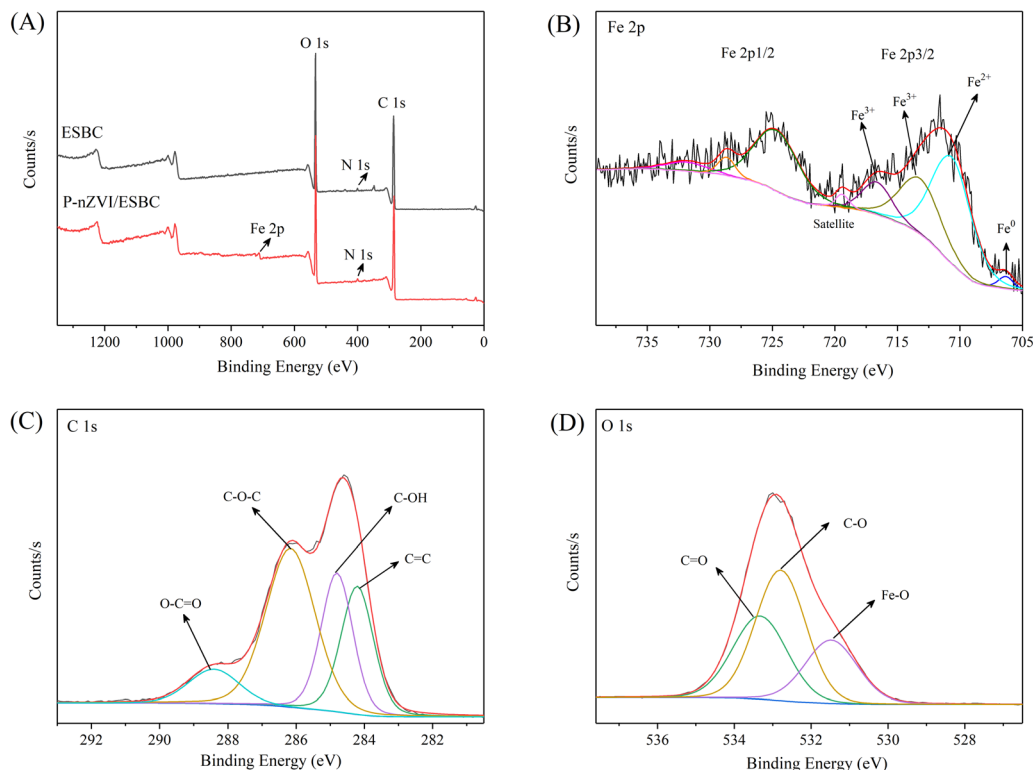 (A)
O 1s
C 1s
ESBC
N 1s
P-nZVI/ESBC
Fe 2p
N 1s
Counts/s
1200 1000 800 600 400 200 0
Binding Energy (eV)
(B)
Fe 2p
Fe 2p1/2
Fe 2p3/2
Fe³⁺
Fe³⁺
Fe²⁺
Satellite
Fe⁰
Counts/s
735 730 725 720 715 710 705
Binding Energy (eV)
(C)
C 1s
C-O-C
C-OH
C=C
O-C=O
Counts/s
292 290 288 286 284 282
Binding Energy (eV)
(D)
O 1s
C-O
C=O
Fe-O
Counts/s
536 534 532 530 528
Binding Energy (eV)